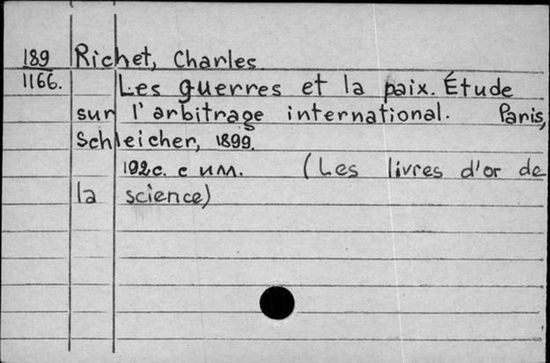 189 Richet, Charles
1166. Les guerres et la paix. Étude
sur l'arbitrage international. Paris,
Schleicher, 1899.
192с. с илл. (Les livres d'or de
la science)